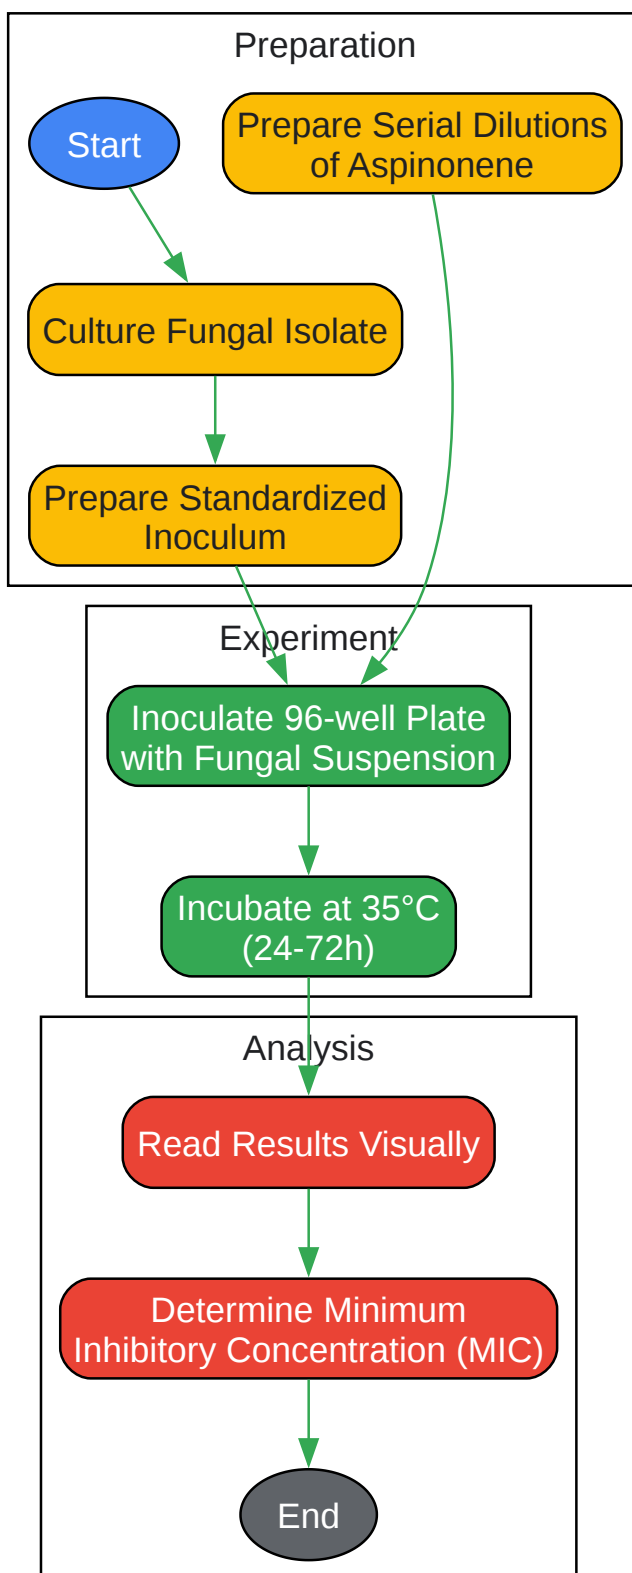 Preparation
Start
Prepare Serial Dilutions
of Aspinonene
Culture Fungal Isolate
Prepare Standardized
Inoculum
Experiment
Inoculate 96-well Plate
with Fungal Suspension
Incubate at 35°C
(24-72h)
Analysis
Read Results Visually
Determine Minimum
Inhibitory Concentration (MIC)
End